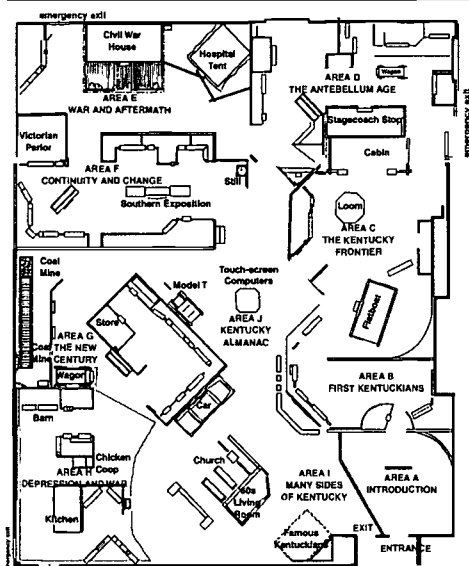 emergency exit
Civil War
House
Hospital
Tent
AREA E
WAR AND AFTERMATH
Wagon
AREA D
THE ANTEBELLUM AGE
emergency exit
Stagecoach Stop
Cabin
Victorian
Parlor
AREA F
CONTINUITY AND CHANGE
Still
Southern Exposition
Loom
AREA C
THE KENTUCKY
FRONTIER
Coal
Mine
Touch-screen
Computers
Model T
Store
AREA J
KENTUCKY
ALMANAC
Flatboat
AREA G
THE NEW
CENTURY
Coal
Mine
Wagon
AREA B
FIRST KENTUCKIANS
Car
Barn
Chicken
Coop
AREA H
DEPRESSION AND WAR
Church
'60s
Living
Room
AREA I
MANY SIDES
OF KENTUCKY
AREA A
INTRODUCTION
Kitchen
Famous
Kentuckians
EXIT
ENTRANCE
emergency exit